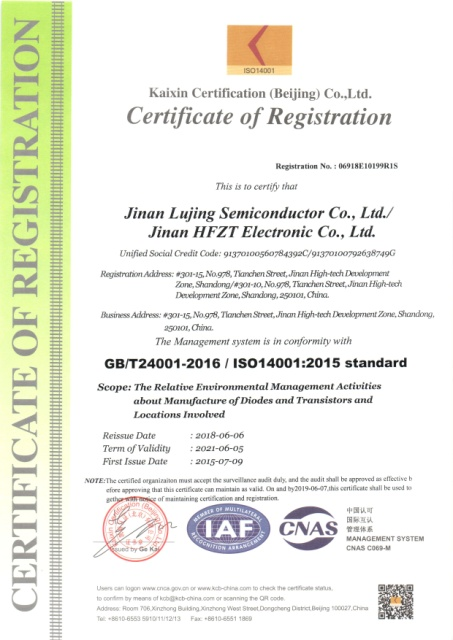 CERTIFICATE OF REGISTRATION
ISO14001
Kaixin Certification (Beijing) Co.,Ltd.
Certificate of Registration
Registration No. : 06918E10199R1S
This is to certify that
Jinan Lujing Semiconductor Co., Ltd./
Jinan HFZT Electronic Co., Ltd.
Unified Social Credit Code: 91370100560784392C/91370100792638749G
Registration Address: #301-15, No.978, Tianchen Street, Jinan High-tech Development
Zone, Shandong/#301-10, No.978, Tianchen Street, Jinan High-tech
Development Zone, Shandong, 250101, China.
Business Address: #301-15, No.978, Tianchen Street, Jinan High-tech Development Zone, Shandong,
250101, China.
The Management system is in conformity with
GB/T24001-2016 / ISO14001:2015 standard
Scope: The Relative Environmental Management Activities
about Manufacture of Diodes and Transistors and
Locations Involved
Reissue Date : 2018-06-06
Term of Validity : 2021-06-05
First Issue Date : 2015-07-09
NOTE:The certified organizaiton must accept the surveillance audit duly, and the audit shall be approved as effective b
efore approving that this certificate can maintain as valid. On and by2019-06-07,this certificate shall be used to
gether with notice of maintaining certification and registration.
Issued by Ge Kai
MEMBER OF MULTILATERAL
IAF
RECOGNITION ARRANGEMENT
CNAS
中国认可
国际互认
管理体系
MANAGEMENT SYSTEM
CNAS C069-M
Users can logon www.cnca.gov.cn or www.kcb-china.com to check the certificate status,
to confirm by means of kcb@kcb-china.com or scanning the QR code.
Address: Room 706,Xinzhong Building,Xinzhong West Street,Dongcheng District,Beijing 100027,China
Tel: +8610-6553 5910/11/12/13 Fax: +8610-6551 1869